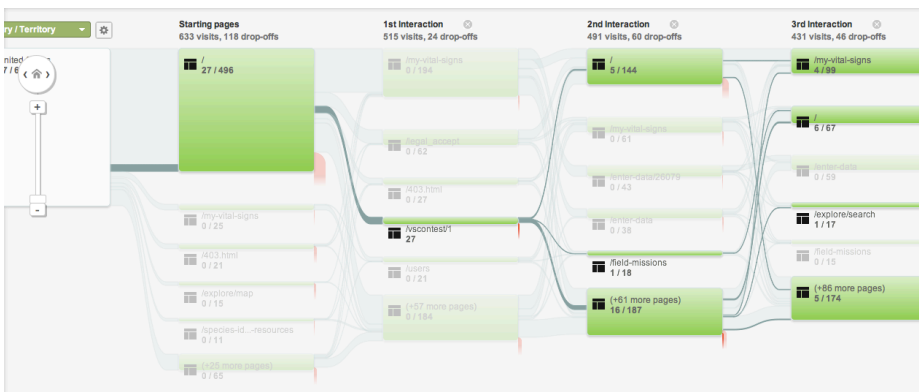 ry / Territory
Starting pages
633 visits, 118 drop-offs
1st Interaction
515 visits, 24 drop-offs
2nd Interaction
491 visits, 60 drop-offs
3rd Interaction
431 visits, 46 drop-offs
/
27 / 496
/my-vital-signs
0 / 25
/403.html
0 / 21
/explore/map
0 / 15
/species-id...-resources
0 / 11
(+26 more pages)
0 / 65
/my-vital-signs
0 / 194
/legal_accept
0 / 62
/403.html
0 / 27
/vscontest/1
27
/users
0 / 21
(+57 more pages)
0 / 184
/
5 / 144
/my-vital-signs
0 / 61
/enter-data/26079
0 / 43
/enter-data
0 / 38
/field-missions
1 / 18
(+61 more pages)
16 / 187
/my-vital-signs
4 / 99
/
6 / 67
/enter-data
0 / 59
/explore/search
1 / 17
/field-missions
0 / 15
(+86 more pages)
5 / 174